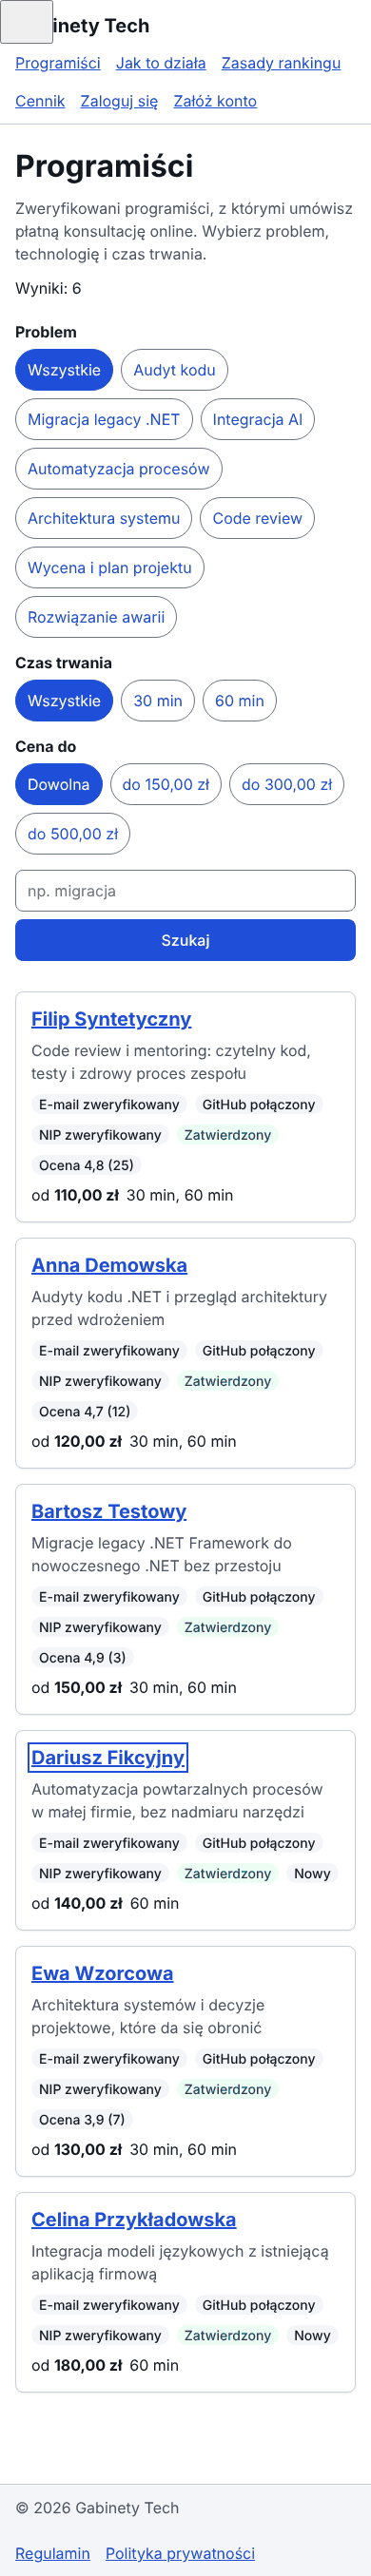 inety Tech
Programiści Jak to działa Zasady rankingu
Cennik Zaloguj się Załóż konto
Programiści
Zweryfikowani programiści, z którymi umówisz
płatną konsultację online. Wybierz problem,
technologię i czas trwania.
Wyniki: 6
Problem
Wszystkie Audyt kodu
Migracja legacy .NET Integracja AI
Automatyzacja procesów
Architektura systemu Code review
Wycena i plan projektu
Rozwiązanie awarii
Czas trwania
Wszystkie 30 min 60 min
Cena do
Dowolna do 150,00 zł do 300,00 zł
do 500,00 zł
np. migracja
Szukaj
Filip Syntetyczny
Code review i mentoring: czytelny kod,
testy i zdrowy proces zespołu
E-mail zweryfikowany GitHub połączony
NIP zweryfikowany Zatwierdzony
Ocena 4,8 (25)
od 110,00 zł 30 min, 60 min
Anna Demowska
Audyty kodu .NET i przegląd architektury
przed wdrożeniem
E-mail zweryfikowany GitHub połączony
NIP zweryfikowany Zatwierdzony
Ocena 4,7 (12)
od 120,00 zł 30 min, 60 min
Bartosz Testowy
Migracje legacy .NET Framework do
nowoczesnego .NET bez przestoju
E-mail zweryfikowany GitHub połączony
NIP zweryfikowany Zatwierdzony
Ocena 4,9 (3)
od 150,00 zł 30 min, 60 min
Dariusz Fikcyjny
Automatyzacja powtarzalnych procesów
w małej firmie, bez nadmiaru narzędzi
E-mail zweryfikowany GitHub połączony
NIP zweryfikowany Zatwierdzony Nowy
od 140,00 zł 60 min
Ewa Wzorcowa
Architektura systemów i decyzje
projektowe, które da się obronić
E-mail zweryfikowany GitHub połączony
NIP zweryfikowany Zatwierdzony
Ocena 3,9 (7)
od 130,00 zł 30 min, 60 min
Celina Przykładowska
Integracja modeli językowych z istniejącą
aplikacją firmową
E-mail zweryfikowany GitHub połączony
NIP zweryfikowany Zatwierdzony Nowy
od 180,00 zł 60 min
© 2026 Gabinety Tech
Regulamin Polityka prywatności